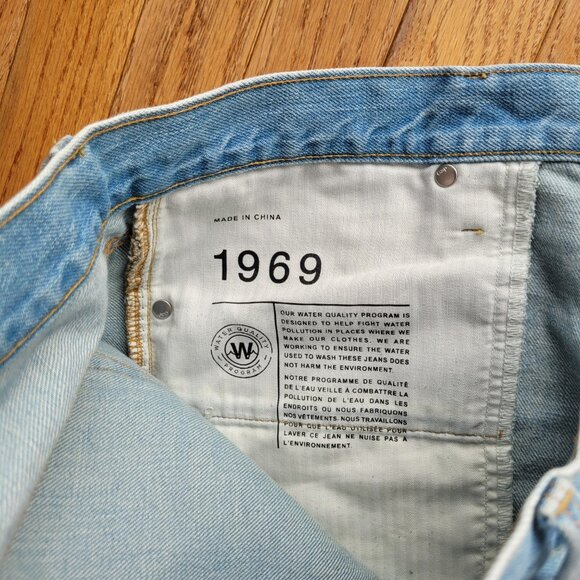 MADE IN CHINA
1969
WATER QUALITY
W
PROGRAM
OUR WATER QUALITY PROGRAM IS
DESIGNED TO HELP FIGHT WATER
POLLUTION IN PLACES WHERE WE
MAKE OUR CLOTHES. WE ARE
WORKING TO ENSURE THE WATER
USED TO WASH THESE JEANS DOES
NOT HARM THE ENVIRONMENT.
NOTRE PROGRAMME DE QUALITÉ
DE L'EAU VEILLE À COMBATTRE LA
POLLUTION DE L'EAU DANS LES
ENDROITS OÙ NOUS FABRIQUONS
NOS VÊTEMENTS. NOUS TRAVAILLONS
POUR QUE L'EAU UTILISÉE POUR
LAVER CE JEAN NE NUISE PAS À
L'ENVIRONNEMENT